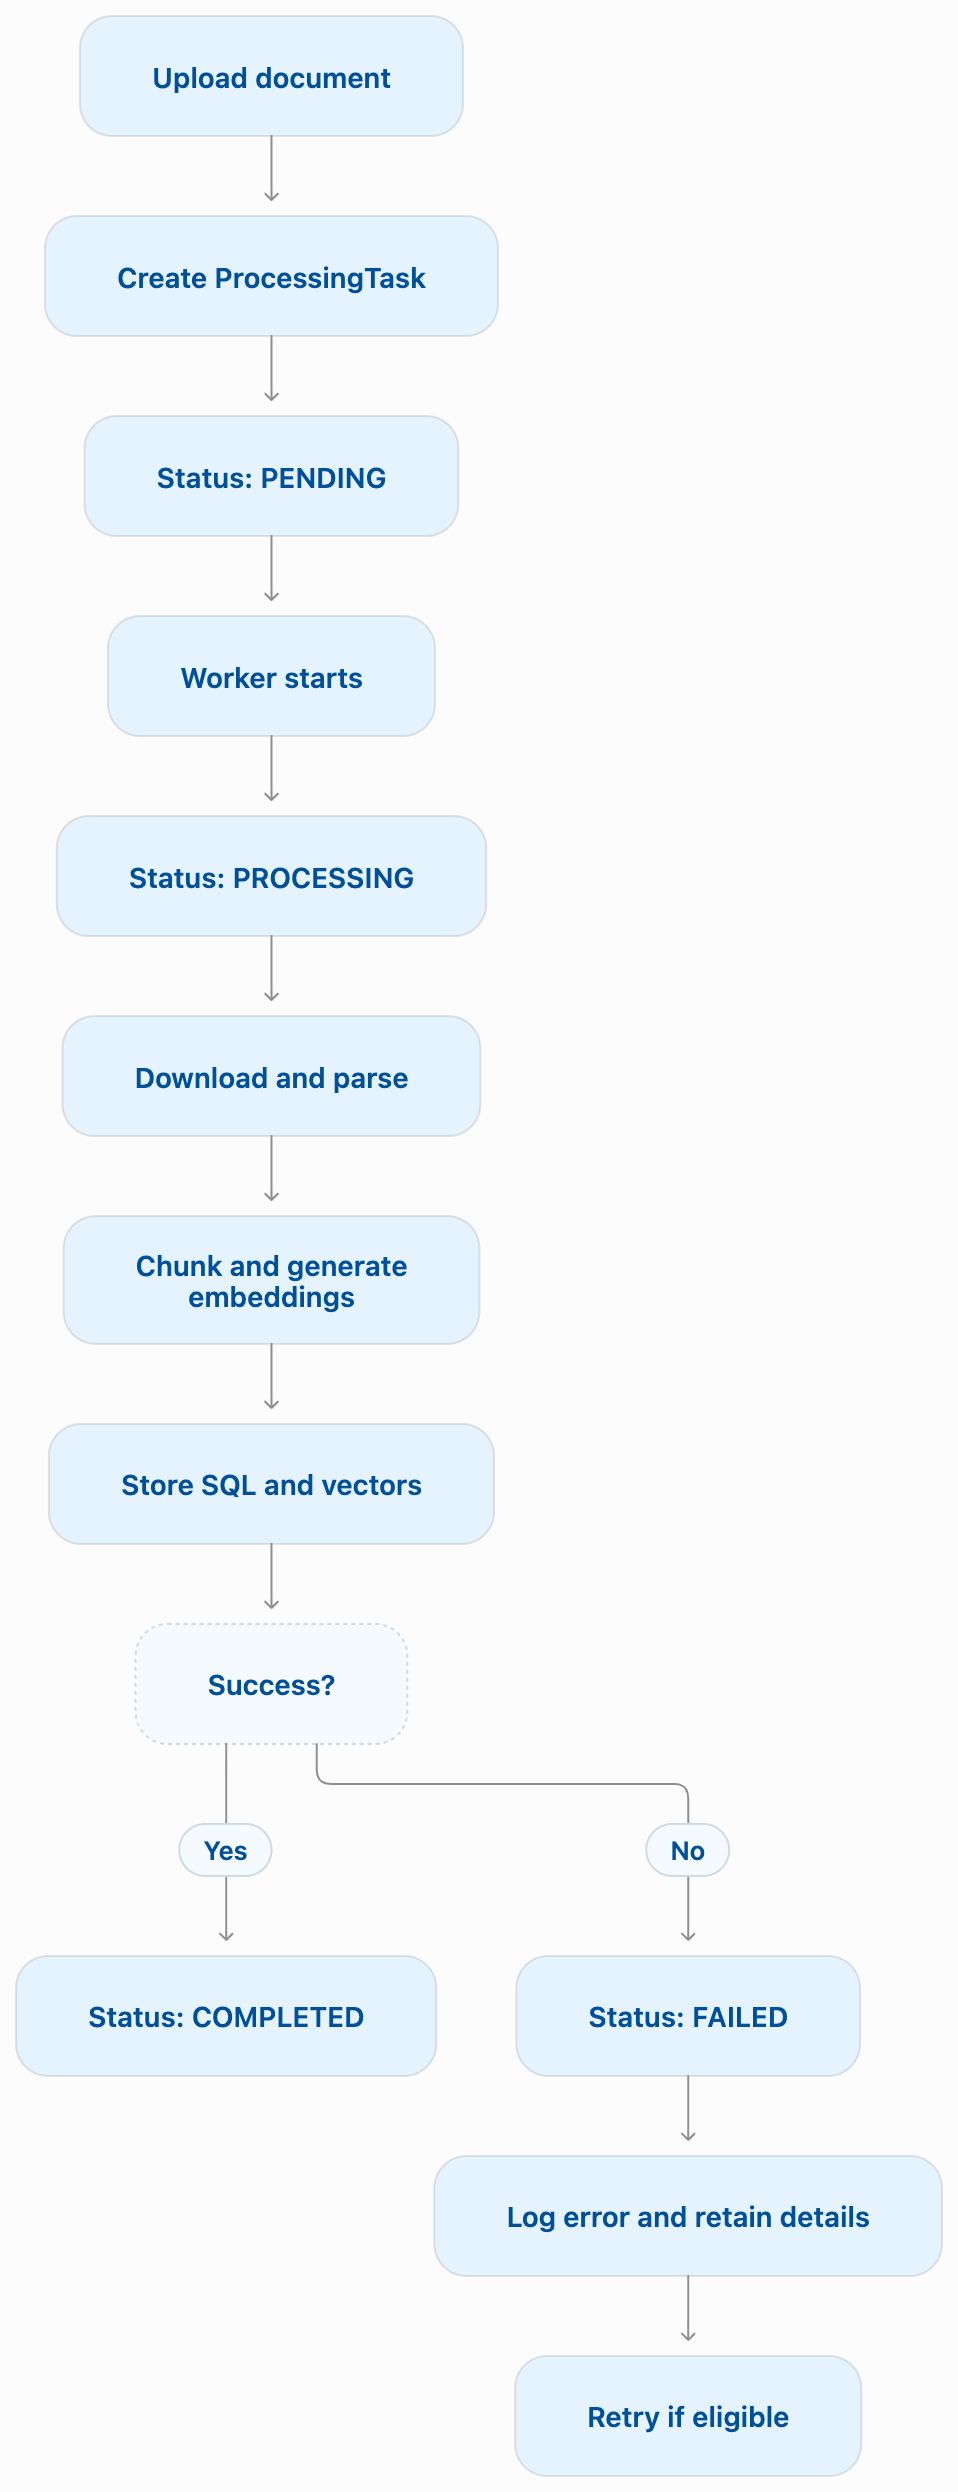 Upload document
Create ProcessingTask
Status: PENDING
Worker starts
Status: PROCESSING
Download and parse
Chunk and generate
embeddings
Store SQL and vectors
Success?
Yes
No
Status: COMPLETED
Status: FAILED
Log error and retain details
Retry if eligible